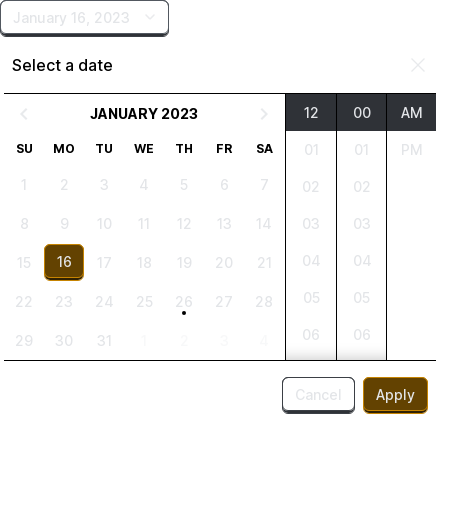 January 16, 2023
Select a date
JANUARY 2023 12 00 AM
SU MO TU WE TH FR SA 01 01 PM
1 2 3 4 5 6 7 02 02
8 9 10 11 12 13 14 03 03
15 16 17 18 19 20 21 04 04
22 23 24 25 26 27 28 05 05
29 30 31 1 2 3 4 06 06
Cancel Apply